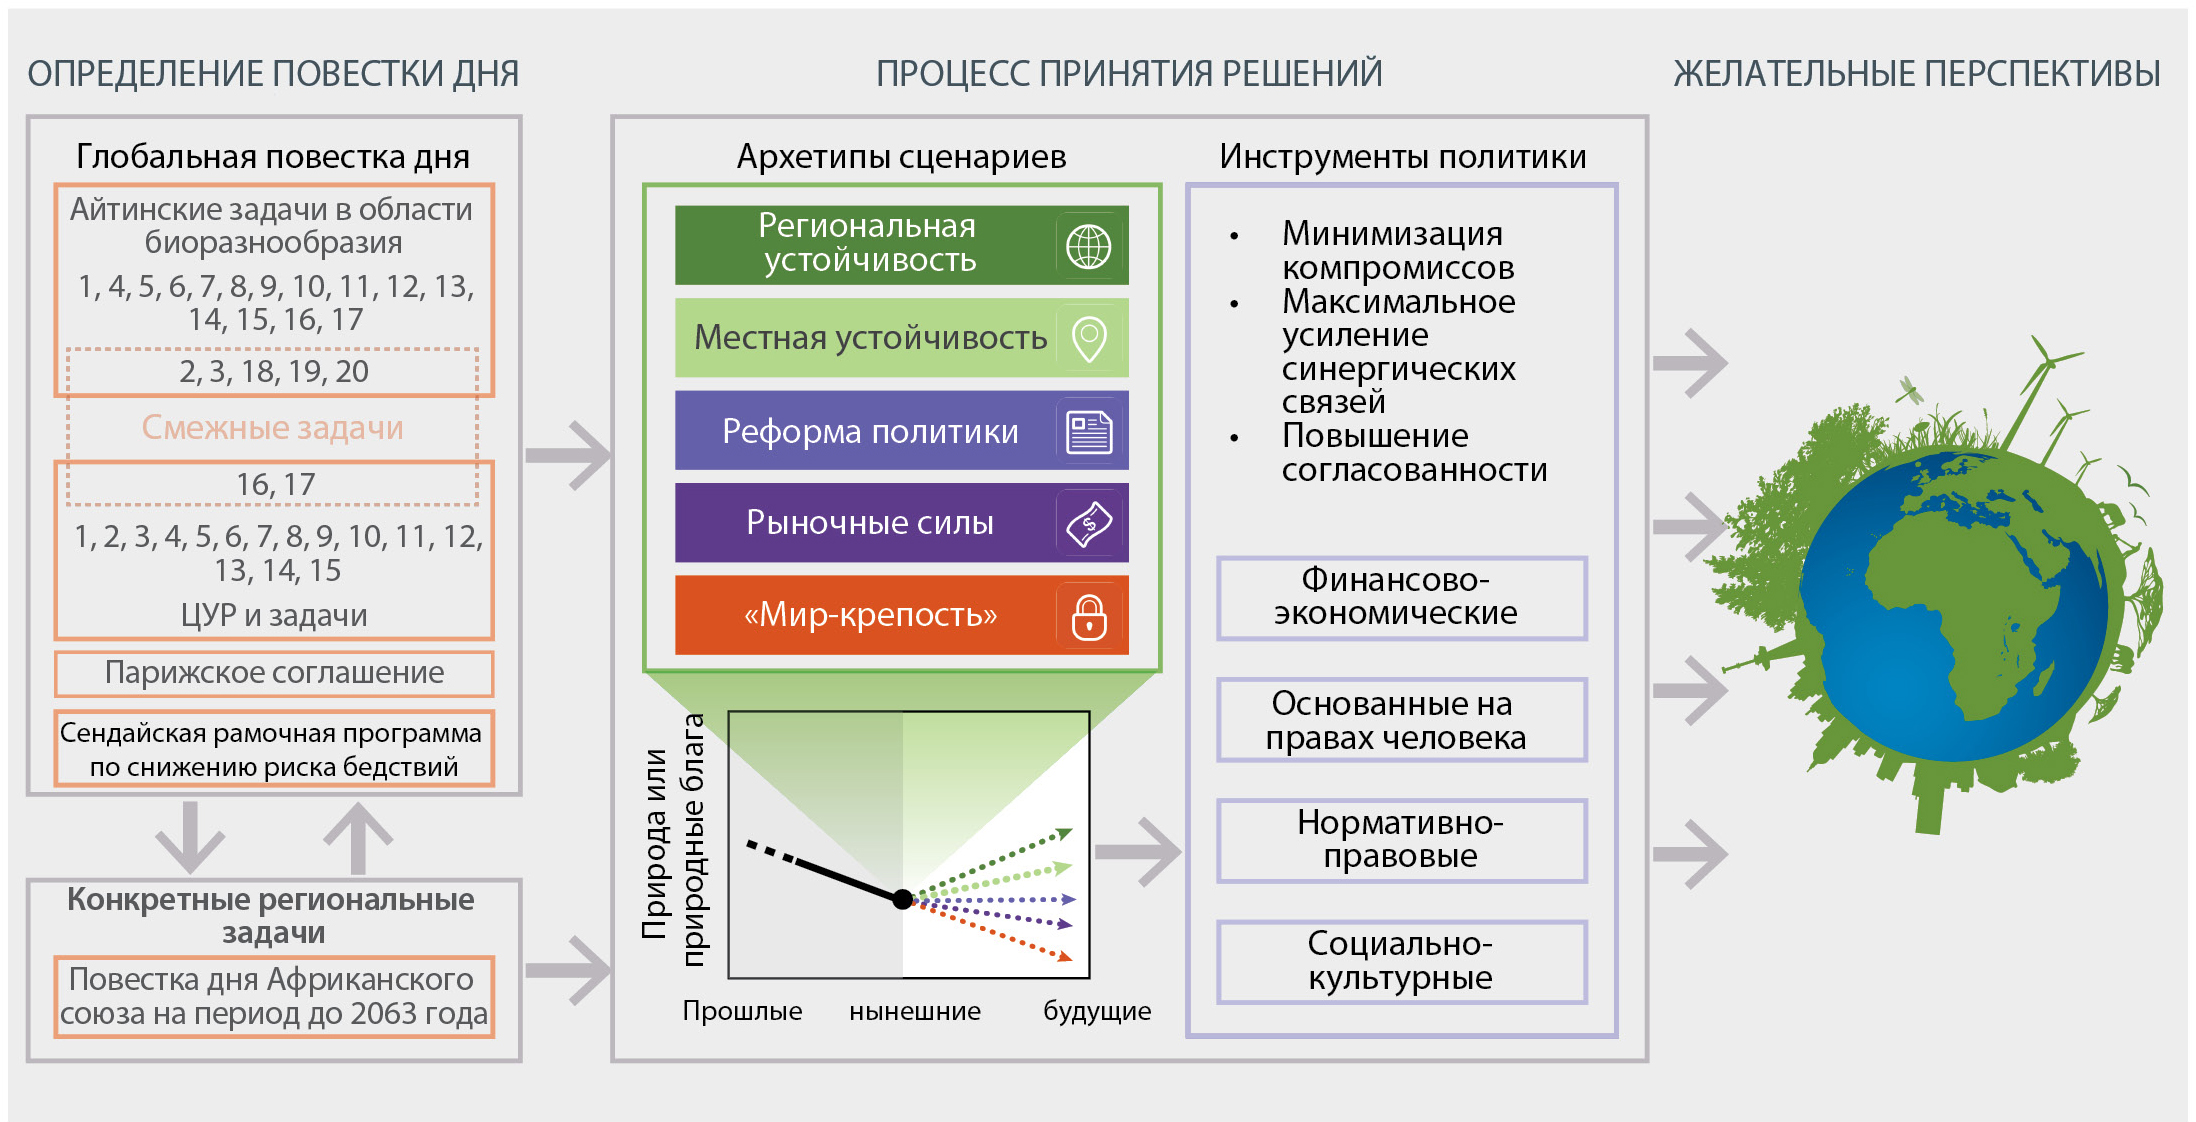 ОПРЕДЕЛЕНИЕ ПОВЕСТКИ ДНЯ
Глобальная повестка дня
Айтинские задачи в области
биоразнообразия
1, 4, 5, 6, 7, 8, 9, 10, 11, 12, 13,
14, 15, 16, 17
2, 3, 18, 19, 20
Смежные задачи
16, 17
1, 2, 3, 4, 5, 6, 7, 8, 9, 10, 11, 12,
13, 14, 15
ЦУР и задачи
Парижское соглашение
Сендайская рамочная программа
по снижению риска бедствий
Конкретные региональные
задачи
Повестка дня Африканского
союза на период до 2063 года
ПРОЦЕСС ПРИНЯТИЯ РЕШЕНИЙ
Архетипы сценариев
Региональная
устойчивость
Местная устойчивость
Реформа политики
Рыночные силы
$
«Мир-крепость»
Природа или
природные блага
Прошлые нынешние будущие
Инструменты политики
• Минимизация
компромиссов
• Максимальное
усиление
синергических
связей
• Повышение
согласованности
Финансово-
экономические
Основанные на
правах человека
Нормативно-
правовые
Социально-
культурные
ЖЕЛАТЕЛЬНЫЕ ПЕРСПЕКТИВЫ